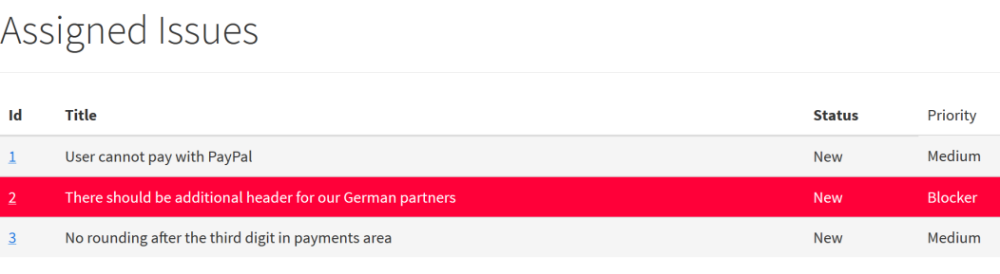 Assigned Issues
Id Title Status Priority
1 User cannot pay with PayPal New Medium
2 There should be additional header for our German partners New Blocker
3 No rounding after the third digit in payments area New Medium